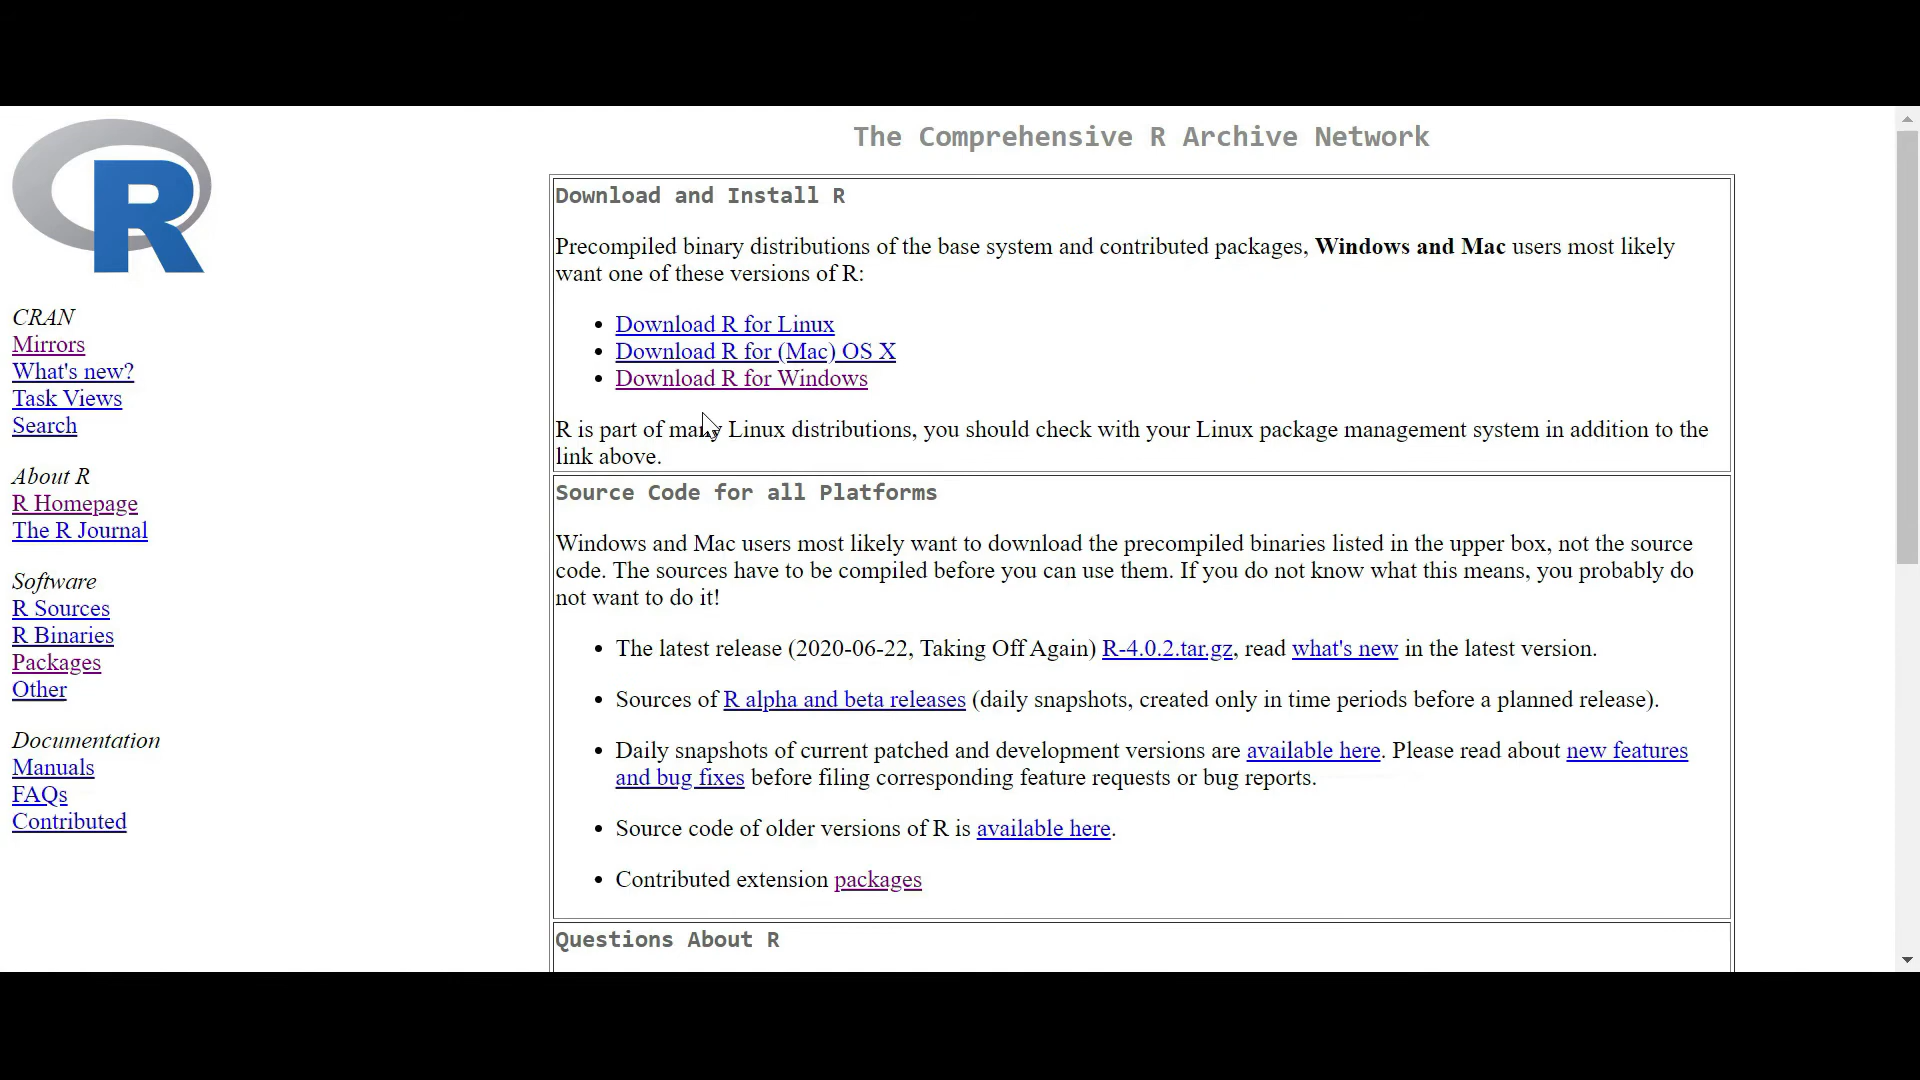 The Comprehensive R Archive Network
R
CRAN
Mirrors
What's new?
Task Views
Search
About R
R Homepage
The R Journal
Software
R Sources
R Binaries
Packages
Other
Documentation
Manuals
FAQs
Contributed
Download and Install R
Precompiled binary distributions of the base system and contributed packages, Windows and Mac users most likely
want one of these versions of R:
• Download R for Linux
• Download R for (Mac) OS X
• Download R for Windows
R is part of many Linux distributions, you should check with your Linux package management system in addition to the
link above.
Source Code for all Platforms
Windows and Mac users most likely want to download the precompiled binaries listed in the upper box, not the source
code. The sources have to be compiled before you can use them. If you do not know what this means, you probably do
not want to do it!
• The latest release (2020-06-22, Taking Off Again) R-4.0.2.tar.gz, read what's new in the latest version.
• Sources of R alpha and beta releases (daily snapshots, created only in time periods before a planned release).
• Daily snapshots of current patched and development versions are available here. Please read about new features
and bug fixes before filing corresponding feature requests or bug reports.
• Source code of older versions of R is available here.
• Contributed extension packages
Questions About R